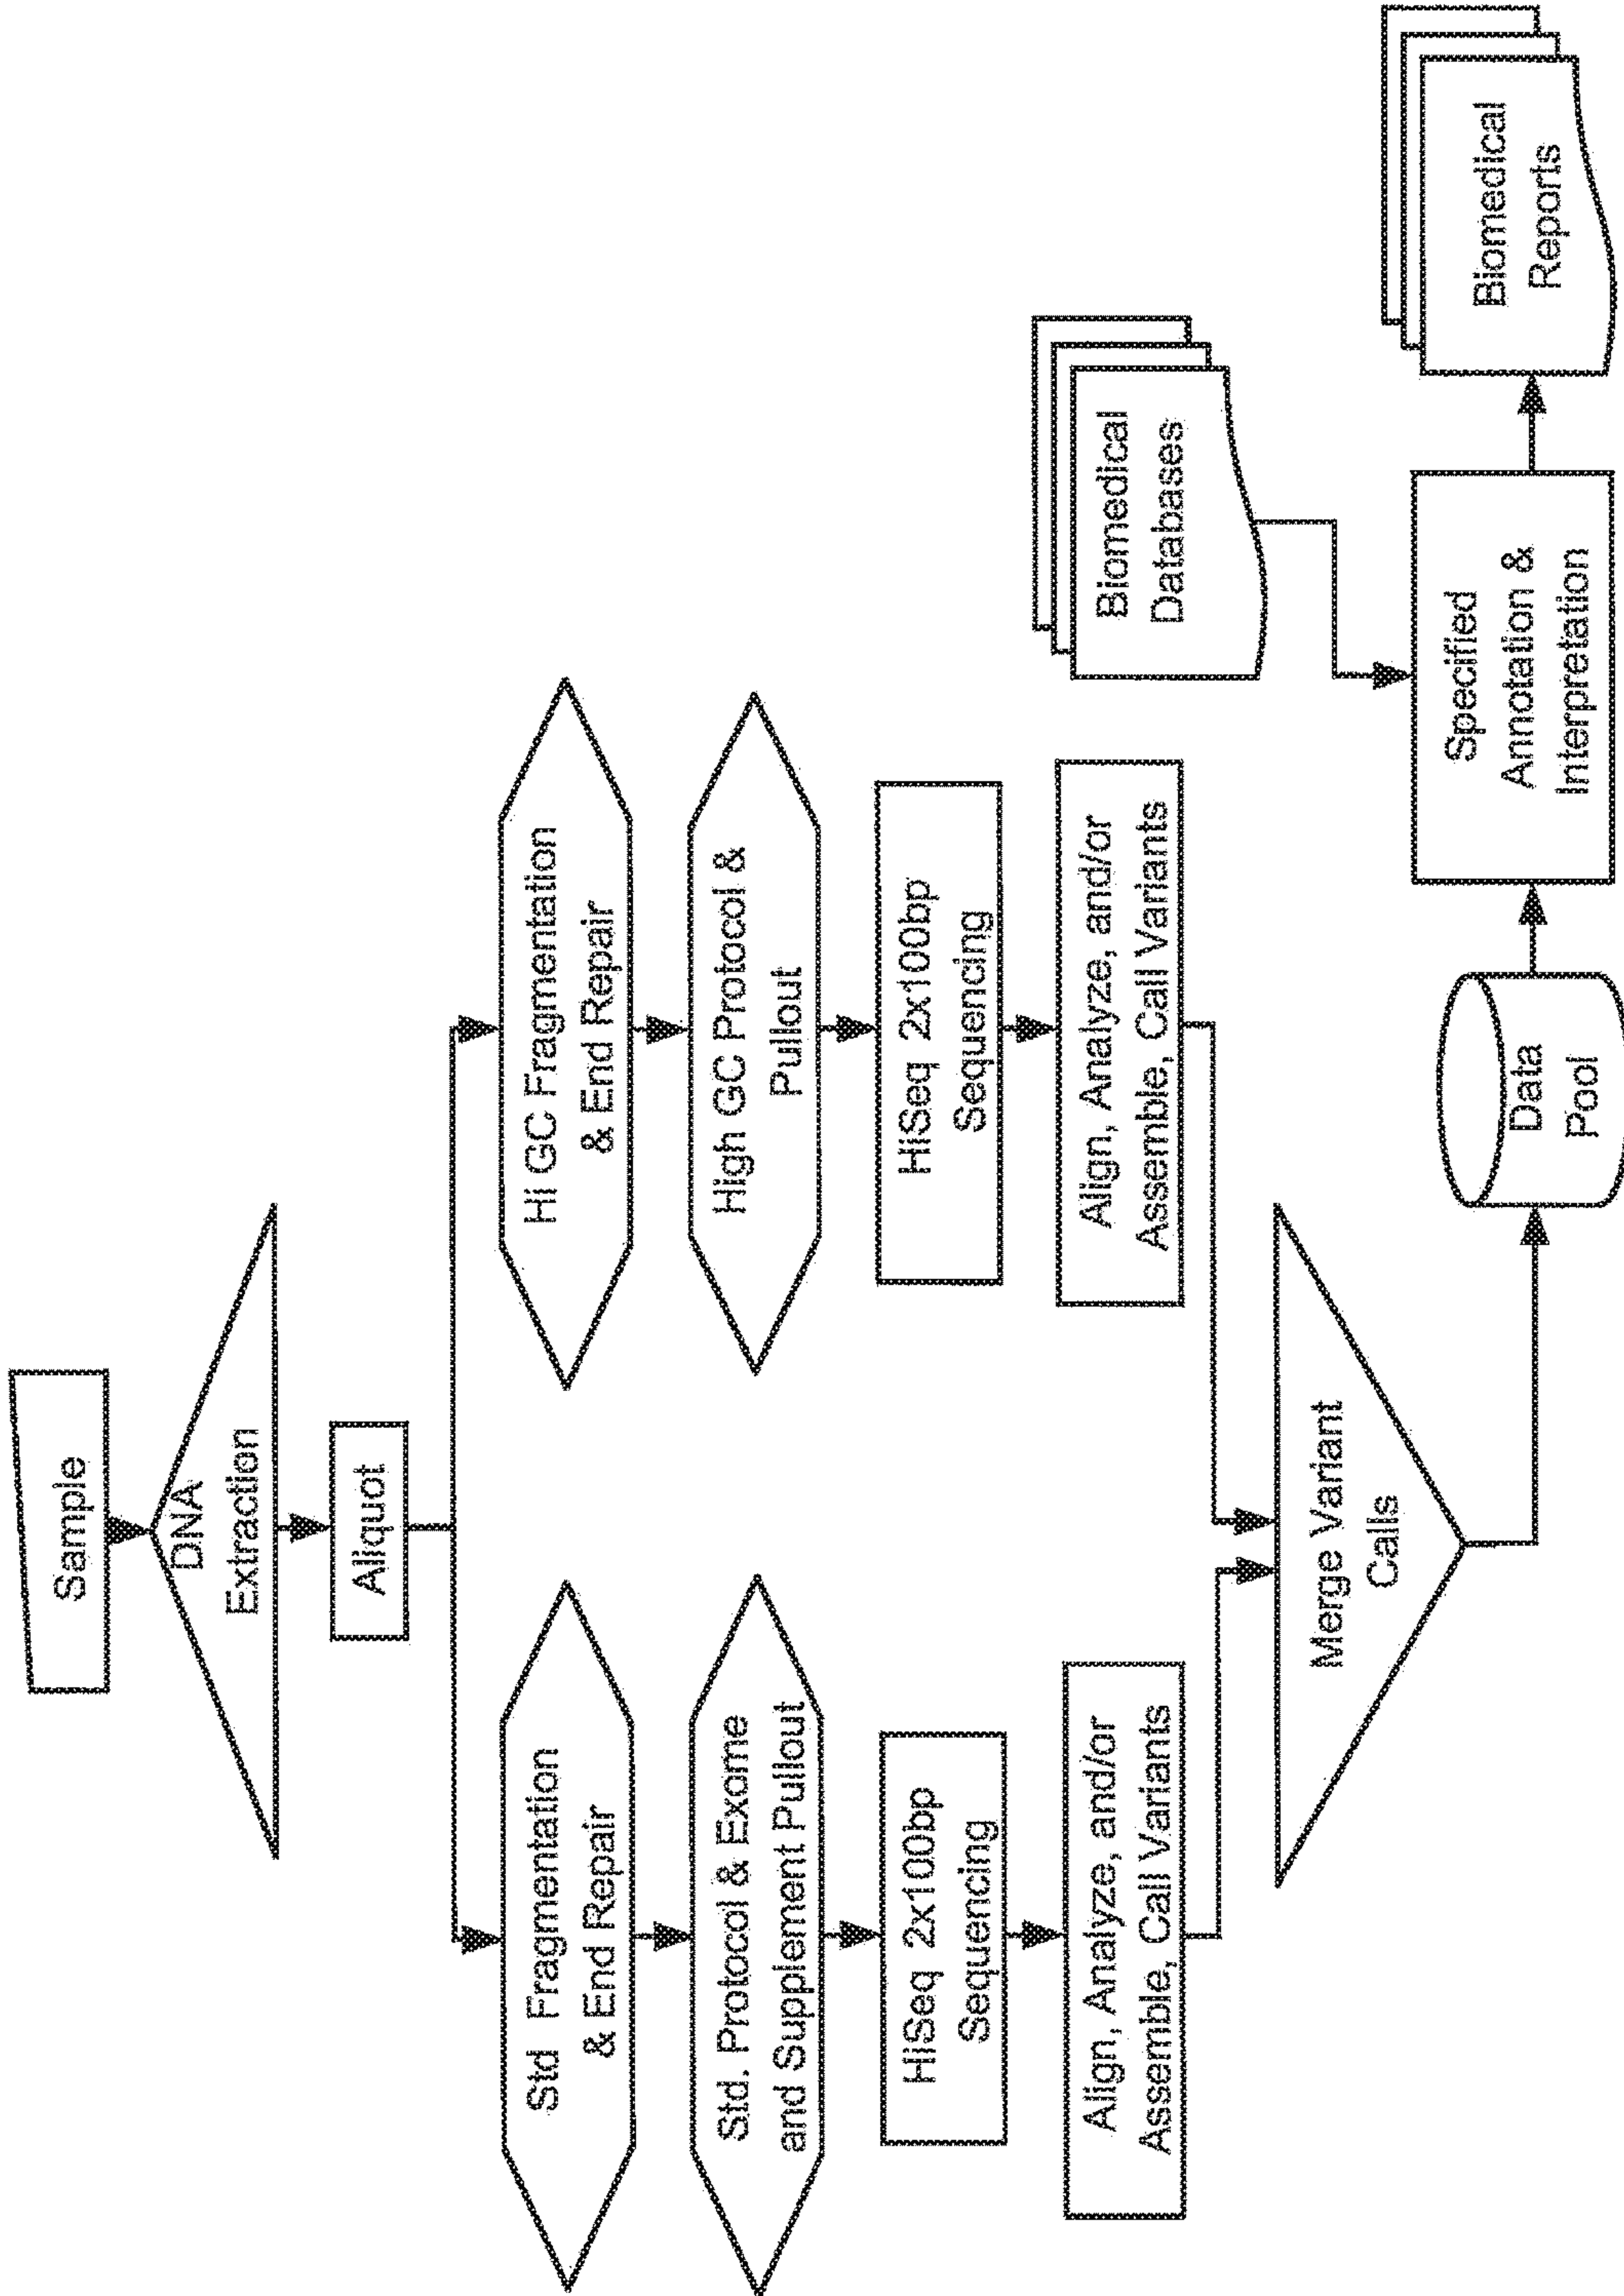 Sample
DNA
Extraction
Aliquot
Std Fragmentation
& End Repair
Std. Protocol & Exome
and Supplement Pullout
HiSeq 2x100bp
Sequencing
Align, Analyze, and/or
Assemble, Call Variants
Hi GC Fragmentation
& End Repair
High GC Protocol &
Pullout
HiSeq 2x100bp
Sequencing
Align, Analyze, and/or
Assemble, Call Variants
Merge Variant
Calls
Data
Pool
Biomedical
Databases
Specified
Annotation &
Interpretation
Biomedical
Reports